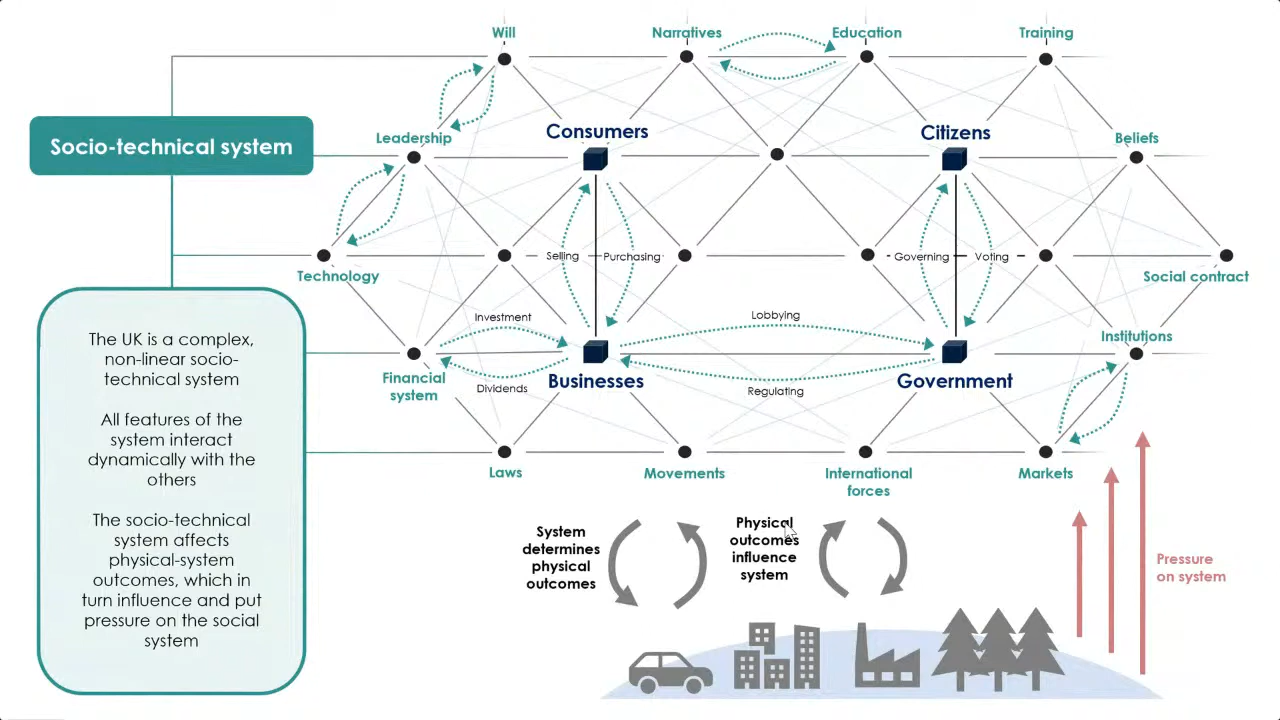 Will
Narratives
Education
Training
Socio-technical system
Leadership
Consumers
Citizens
Beliefs
Technology
Selling
Purchasing
Governing
Voting
Social contract
Investment
Lobbying
Institutions
Financial
system
Dividends
Businesses
Regulating
Government
Laws
Movements
International
forces
Markets
The UK is a complex,
non-linear socio-
technical system
All features of the
system interact
dynamically with the
others
The socio-technical
system affects
physical-system
outcomes, which in
turn influence and put
pressure on the social
system
System
determines
physical
outcomes
Physical
outcomes
influence
system
Pressure
on system